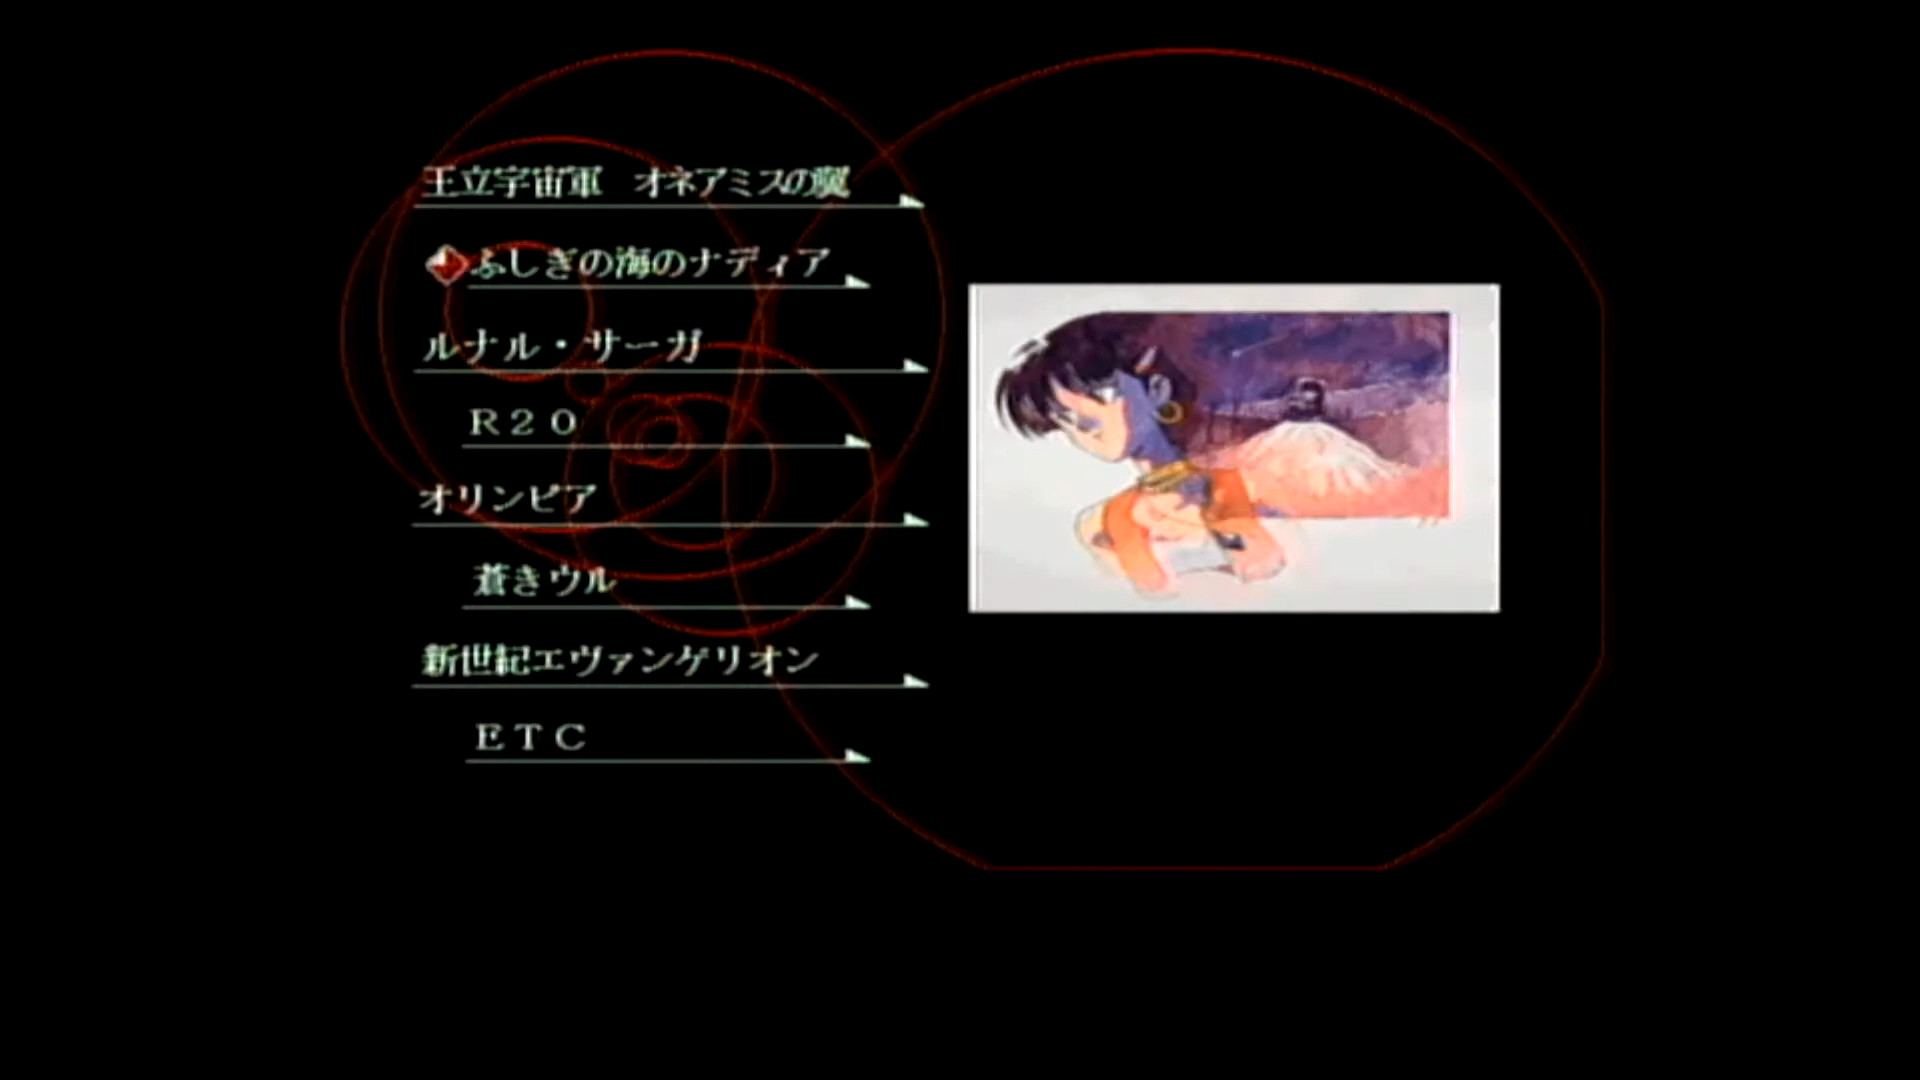 王立宇宙軍　オネアミスの翼
ふしぎの海のナディア
ルナル・サーガ
Ｒ２０
オリンピア
蒼きウル
新世紀エヴァンゲリオン
ＥＴＣ